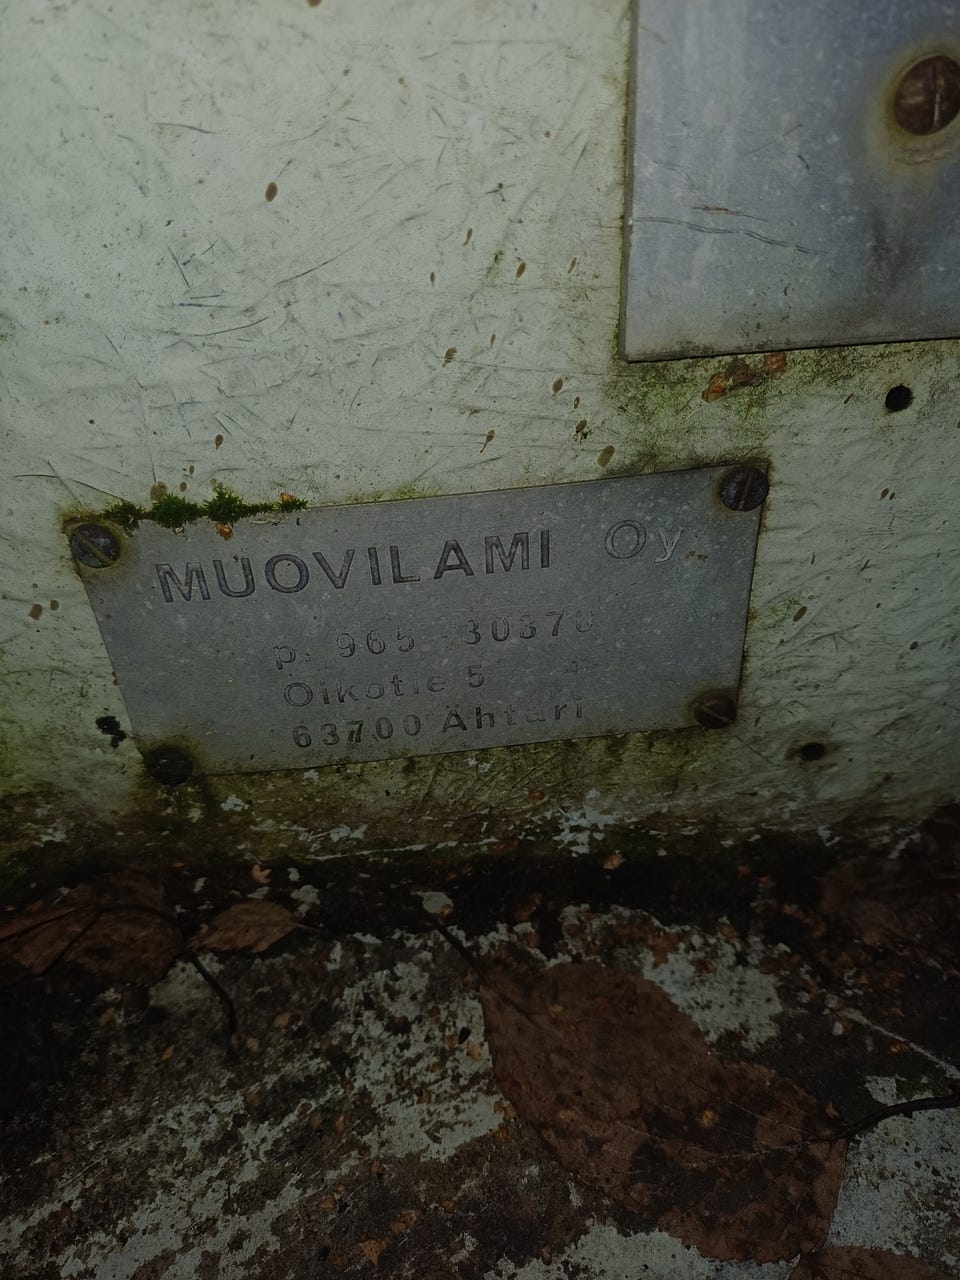 MUOVILAMI Oy
p. 965 30370
Oikotie 5
63700 Ähtäri